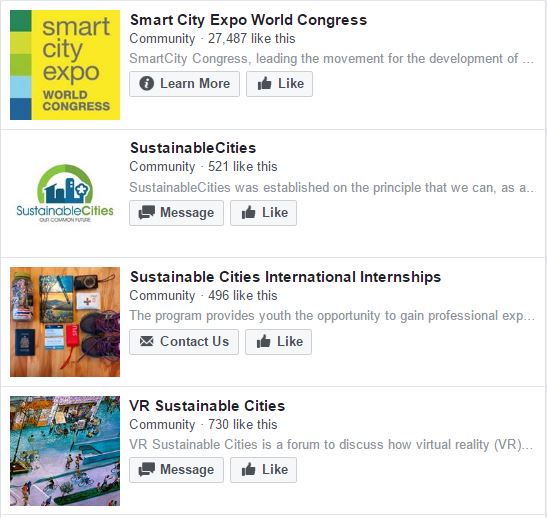 smart
city
expo
WORLD
CONGRESS
Smart City Expo World Congress
Community · 27,487 like this
SmartCity Congress, leading the movement for the development of ...
Learn More
Like
SustainableCities
OUR COMMON FUTURE
SustainableCities
Community · 521 like this
SustainableCities was established on the principle that we can, as a...
Message
Like
Sustainable Cities International Internships
Community · 496 like this
The program provides youth the opportunity to gain professional exp...
Contact Us
Like
VR Sustainable Cities
Community · 730 like this
VR Sustainable Cities is a forum to discuss how virtual reality (VR)...
Message
Like